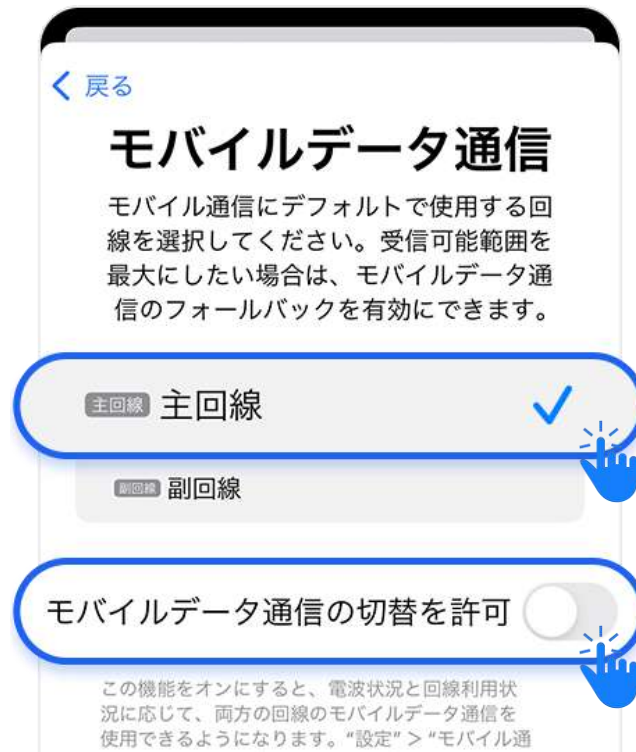 戻る
モバイルデータ通信
モバイル通信にデフォルトで使用する回
線を選択してください。受信可能範囲を
最大にしたい場合は、モバイルデータ通
信のフォールバックを有効にできます。
主回線 主回線
副回線 副回線
モバイルデータ通信の切替を許可
この機能をオンにすると、電波状況と回線利用状
況に応じて、両方の回線のモバイルデータ通信を
使用できるようになります。“設定” > “モバイル通